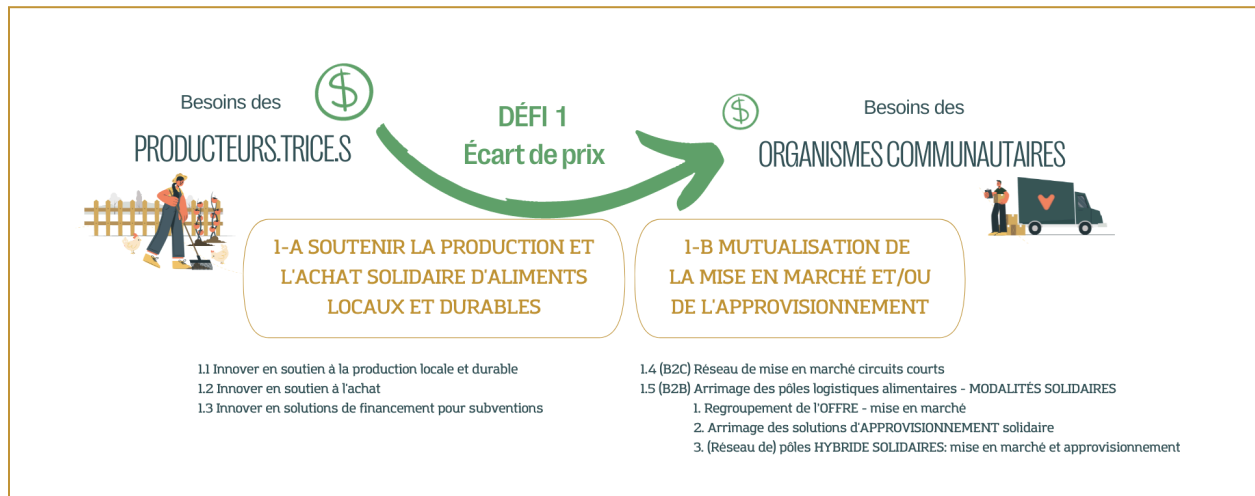 Besoins des
PRODUCTEURS.TRICE.S
$
DÉFI 1
Écart de prix
$
Besoins des
ORGANISMES COMMUNAUTAIRES
1-A SOUTENIR LA PRODUCTION ET
L'ACHAT SOLIDAIRE D'ALIMENTS
LOCAUX ET DURABLES
1-B MUTUALISATION DE
LA MISE EN MARCHÉ ET/OU
DE L'APPROVISIONNEMENT
1.1 Innover en soutien à la production locale et durable
1.2 Innover en soutien à l'achat
1.3 Innover en solutions de financement pour subventions
1.4 (B2C) Réseau de mise en marché circuits courts
1.5 (B2B) Arrimage des pôles logistiques alimentaires - MODALITÉS SOLIDAIRES
1. Regroupement de l'OFFRE - mise en marché
2. Arrimage des solutions d'APPROVISIONNEMENT solidaire
3. (Réseau de) pôles HYBRIDE SOLIDAIRES: mise en marché et approvisionnement